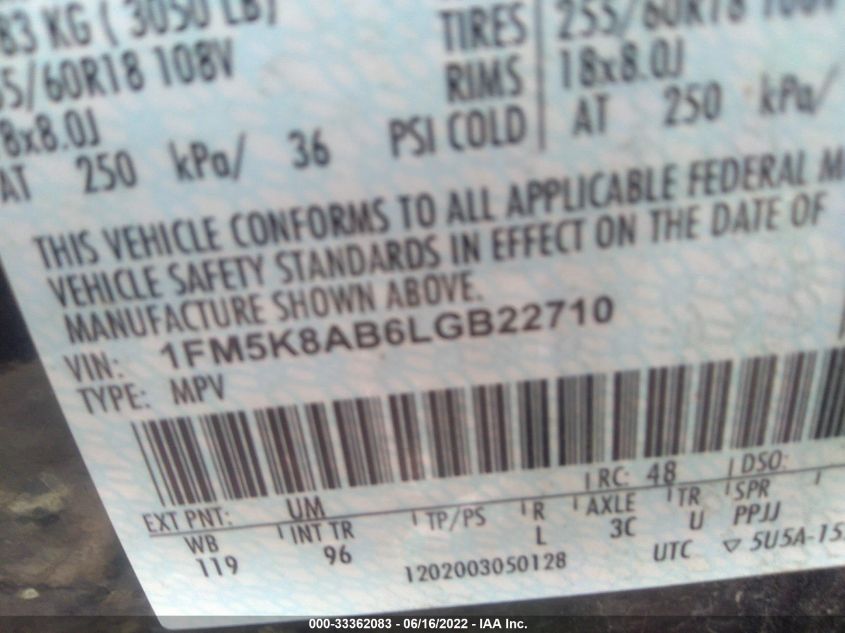 83 KG ( 3050 LB)
5/60R18 108V
8x8.0J
AT 250 kPa/ 36 PSI COLD
TIRES 255/60R18 108V
RIMS 18x8.0J
AT 250 kPa/
THIS VEHICLE CONFORMS TO ALL APPLICABLE FEDERAL M
VEHICLE SAFETY STANDARDS IN EFFECT ON THE DATE OF
MANUFACTURE SHOWN ABOVE.
VIN: 1FM5K8AB6LGB22710
TYPE: MPV
EXT PNT: UM RC: 48 DSO:
WB INT TR TP/PS R AXLE TR SPR
119 96 L 3C U PPJJ
1202003050128 UTC ▽ 5U5A-15
000-33362083 - 06/16/2022 - IAA Inc.